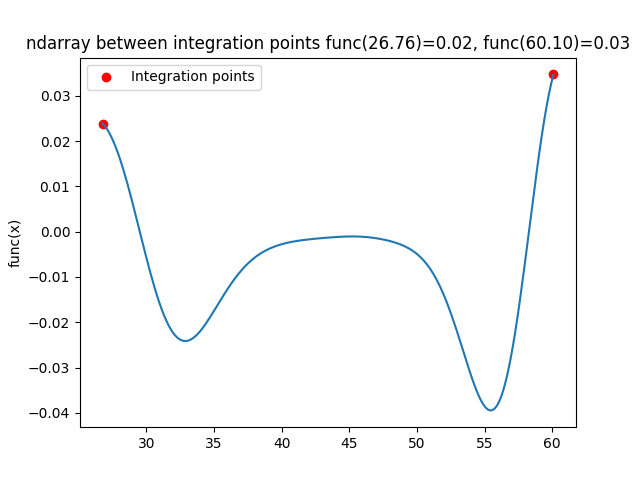 ndarray between integration points func(26.76)=0.02, func(60.10)=0.03
Integration points
func(x)
0.03
0.02
0.01
0.00
−0.01
−0.02
−0.03
−0.04
30 35 40 45 50 55 60